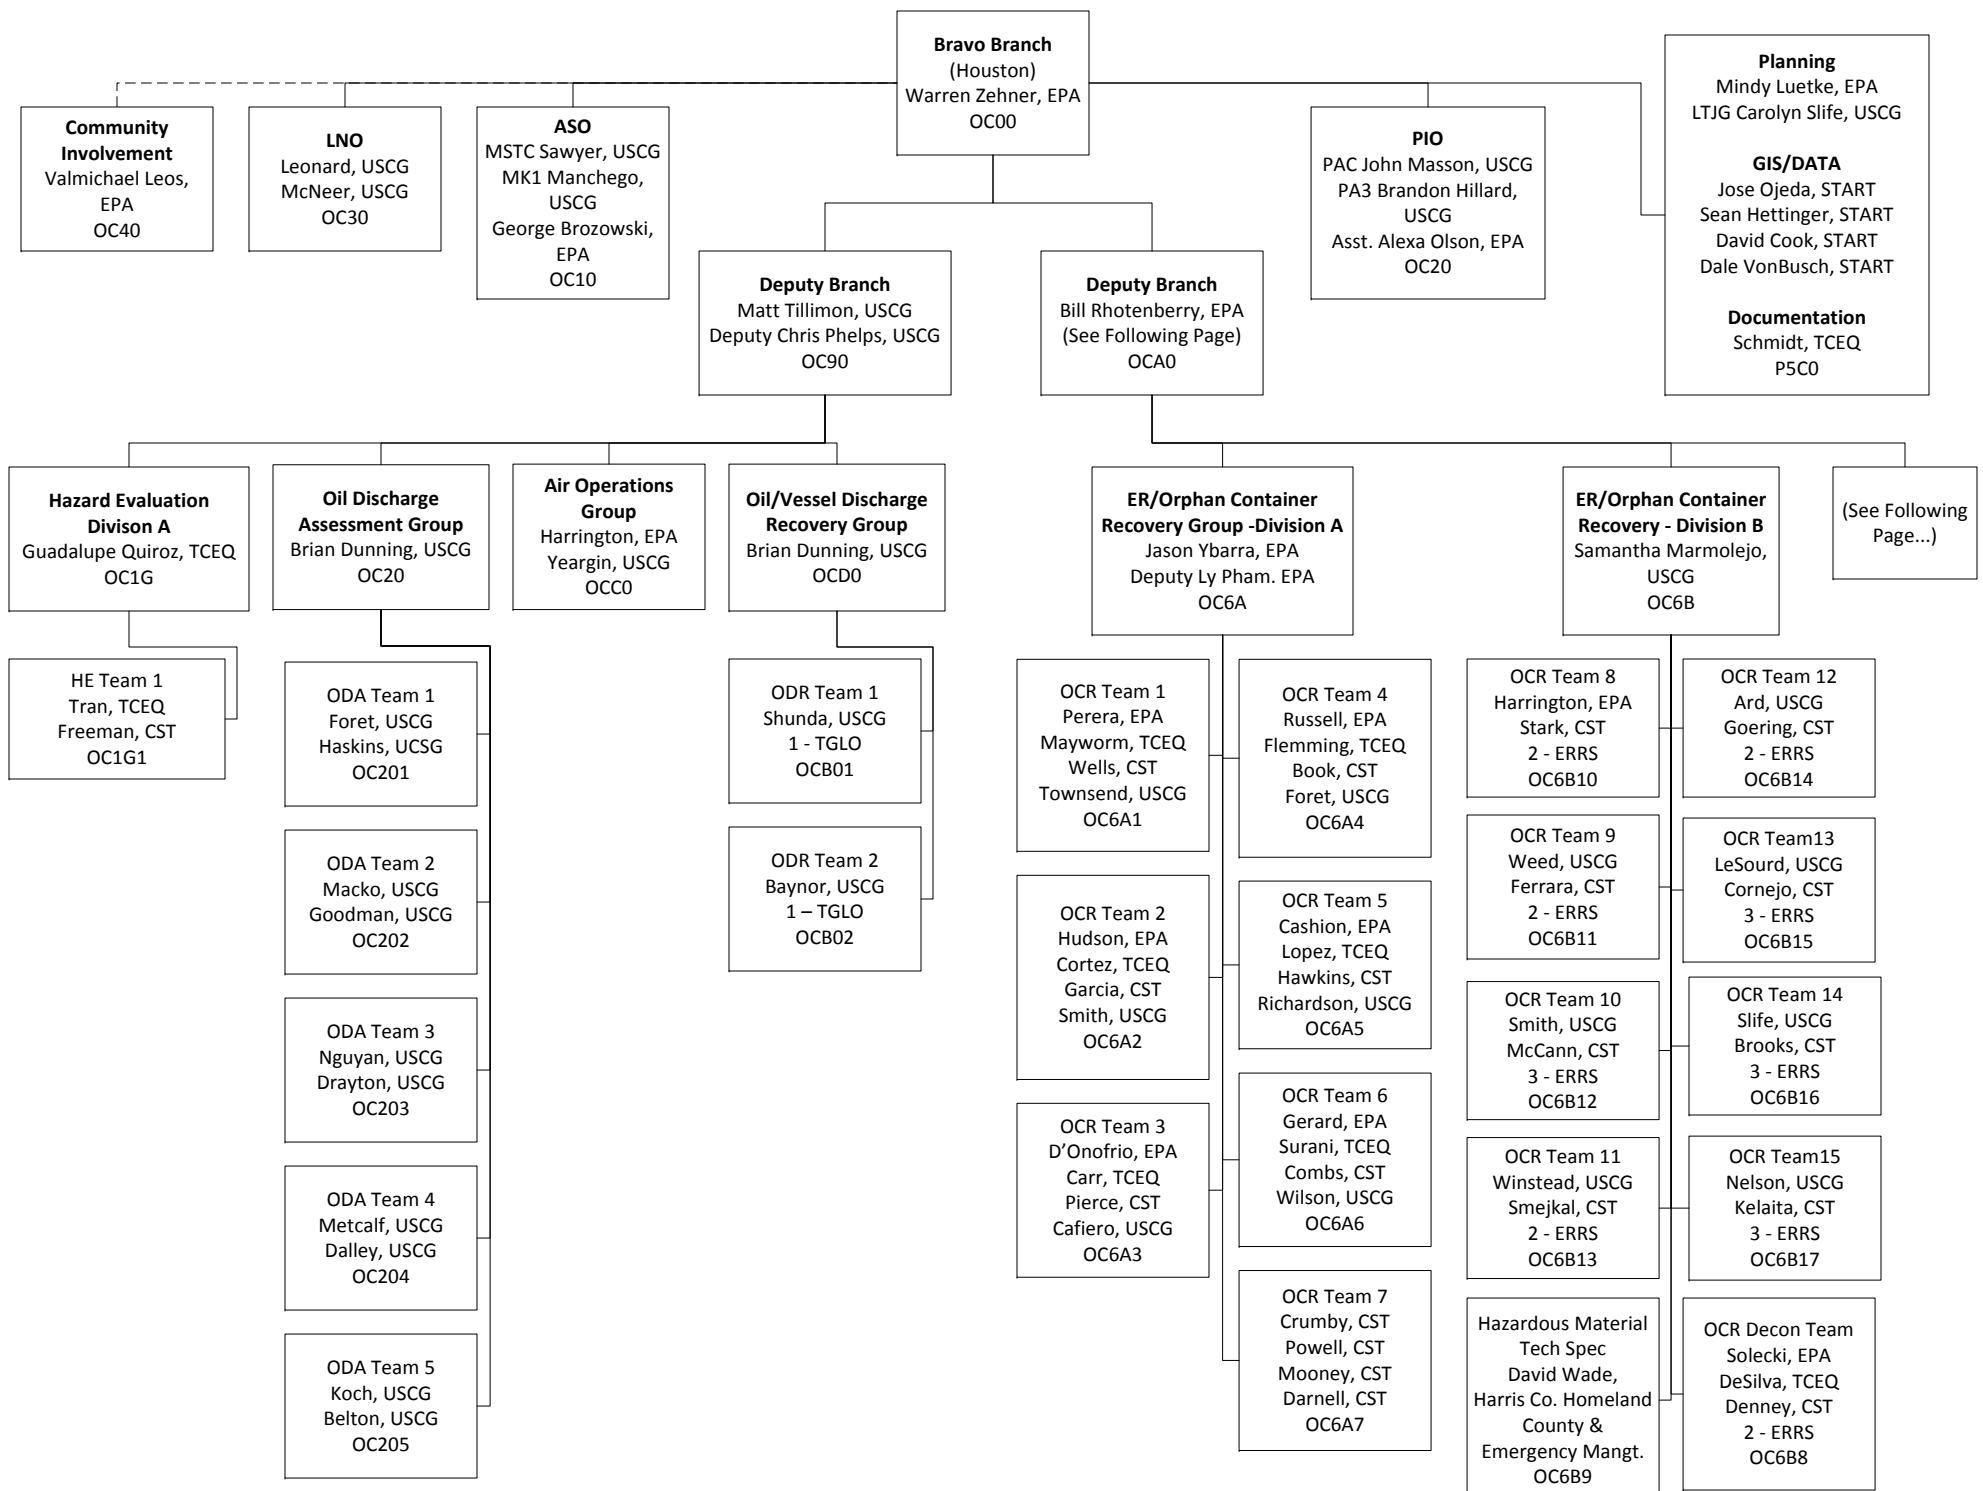 Bravo Branch
(Houston)
Warren Zehner, EPA
OC00
Community
Involvement
Valmichael Leos,
EPA
OC40
LNO
Leonard, USCG
McNeer, USCG
OC30
ASO
MSTC Sawyer, USCG
MK1 Manchego,
USCG
George Brozowski,
EPA
OC10
PIO
PAC John Masson, USCG
PA3 Brandon Hillard,
USCG
Asst. Alexa Olson, EPA
OC20
Planning
Mindy Luetke, EPA
LTJG Carolyn Slife, USCG
GIS/DATA
Jose Ojeda, START
Sean Hettinger, START
David Cook, START
Dale VonBusch, START
Documentation
Schmidt, TCEQ
P5C0
Deputy Branch
Matt Tillimon, USCG
Deputy Chris Phelps, USCG
OC90
Deputy Branch
Bill Rhotenberry, EPA
(See Following Page)
OCA0
Hazard Evaluation
Divison A
Guadalupe Quiroz, TCEQ
OC1G
Oil Discharge
Assessment Group
Brian Dunning, USCG
OC20
Air Operations
Group
Harrington, EPA
Yeargin, USCG
OCC0
Oil/Vessel Discharge
Recovery Group
Brian Dunning, USCG
OCD0
ER/Orphan Container
Recovery Group -Division A
Jason Ybarra, EPA
Deputy Ly Pham. EPA
OC6A
ER/Orphan Container
Recovery - Division B
Samantha Marmolejo,
USCG
OC6B
(See Following
Page...)
HE Team 1
Tran, TCEQ
Freeman, CST
OC1G1
ODA Team 1
Foret, USCG
Haskins, UCSG
OC201
ODA Team 2
Macko, USCG
Goodman, USCG
OC202
ODA Team 3
Nguyan, USCG
Drayton, USCG
OC203
ODA Team 4
Metcalf, USCG
Dalley, USCG
OC204
ODA Team 5
Koch, USCG
Belton, USCG
OC205
ODR Team 1
Shunda, USCG
1 - TGLO
OCB01
ODR Team 2
Baynor, USCG
1 – TGLO
OCB02
OCR Team 1
Perera, EPA
Mayworm, TCEQ
Wells, CST
Townsend, USCG
OC6A1
OCR Team 2
Hudson, EPA
Cortez, TCEQ
Garcia, CST
Smith, USCG
OC6A2
OCR Team 3
D’Onofrio, EPA
Carr, TCEQ
Pierce, CST
Cafiero, USCG
OC6A3
OCR Team 4
Russell, EPA
Flemming, TCEQ
Book, CST
Foret, USCG
OC6A4
OCR Team 5
Cashion, EPA
Lopez, TCEQ
Hawkins, CST
Richardson, USCG
OC6A5
OCR Team 6
Gerard, EPA
Surani, TCEQ
Combs, CST
Wilson, USCG
OC6A6
OCR Team 7
Crumby, CST
Powell, CST
Mooney, CST
Darnell, CST
OC6A7
OCR Team 8
Harrington, EPA
Stark, CST
2 - ERRS
OC6B10
OCR Team 9
Weed, USCG
Ferrara, CST
2 - ERRS
OC6B11
OCR Team 10
Smith, USCG
McCann, CST
3 - ERRS
OC6B12
OCR Team 11
Winstead, USCG
Smejkal, CST
2 - ERRS
OC6B13
Hazardous Material
Tech Spec
David Wade,
Harris Co. Homeland
County &
Emergency Mangt.
OC6B9
OCR Team 12
Ard, USCG
Goering, CST
2 - ERRS
OC6B14
OCR Team13
LeSourd, USCG
Cornejo, CST
3 - ERRS
OC6B15
OCR Team 14
Slife, USCG
Brooks, CST
3 - ERRS
OC6B16
OCR Team15
Nelson, USCG
Kelaita, CST
3 - ERRS
OC6B17
OCR Decon Team
Solecki, EPA
DeSilva, TCEQ
Denney, CST
2 - ERRS
OC6B8